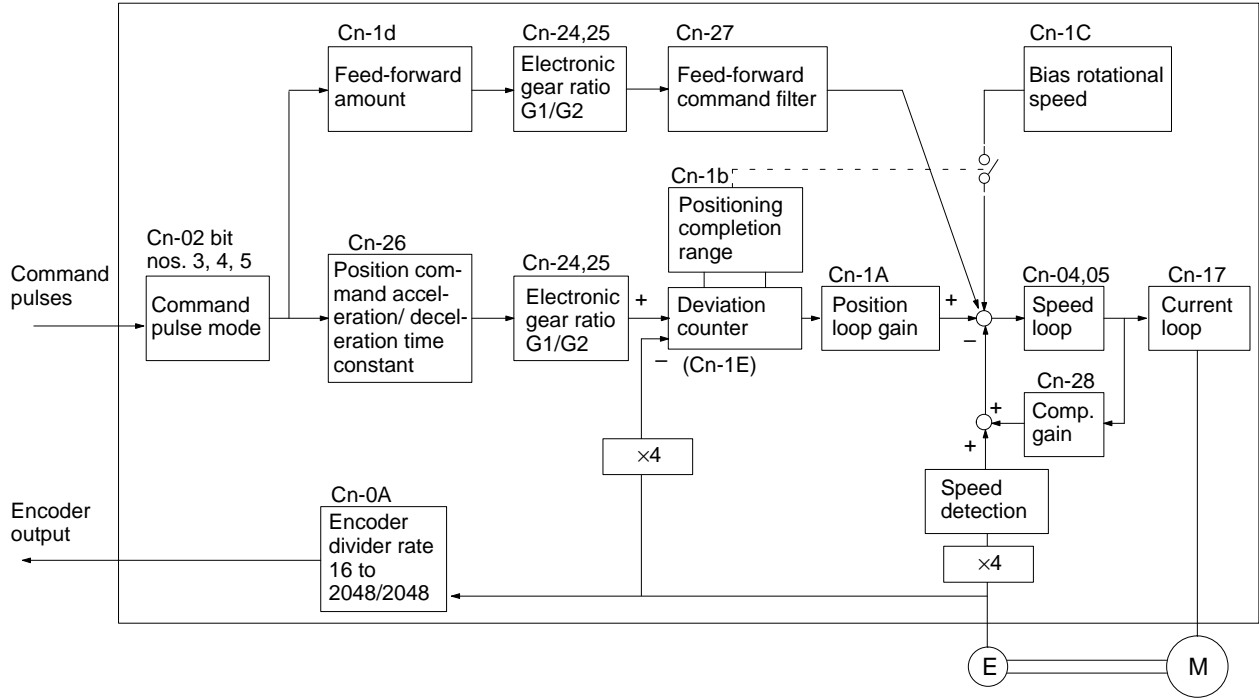 Cn-1d
Feed-forward
amount
Cn-24,25
Electronic
gear ratio
G1/G2
Cn-27
Feed-forward
command filter
Cn-1C
Bias rotational
speed
Cn-1b
Positioning
completion
range
Command
pulses
Cn-02 bit
nos. 3, 4, 5
Command
pulse mode
Cn-26
Position com-
mand accel-
eration/ decel-
eration time
constant
Cn-24,25
Electronic
gear ratio
G1/G2
+
−
Deviation
counter
(Cn-1E)
Cn-1A
Position
loop gain
+
−
Cn-04,05
Speed
loop
Cn-17
Current
loop
Cn-28
Comp.
gain
+
+
×4
Speed
detection
×4
Encoder
output
Cn-0A
Encoder
divider rate
16 to
2048/2048
E
M